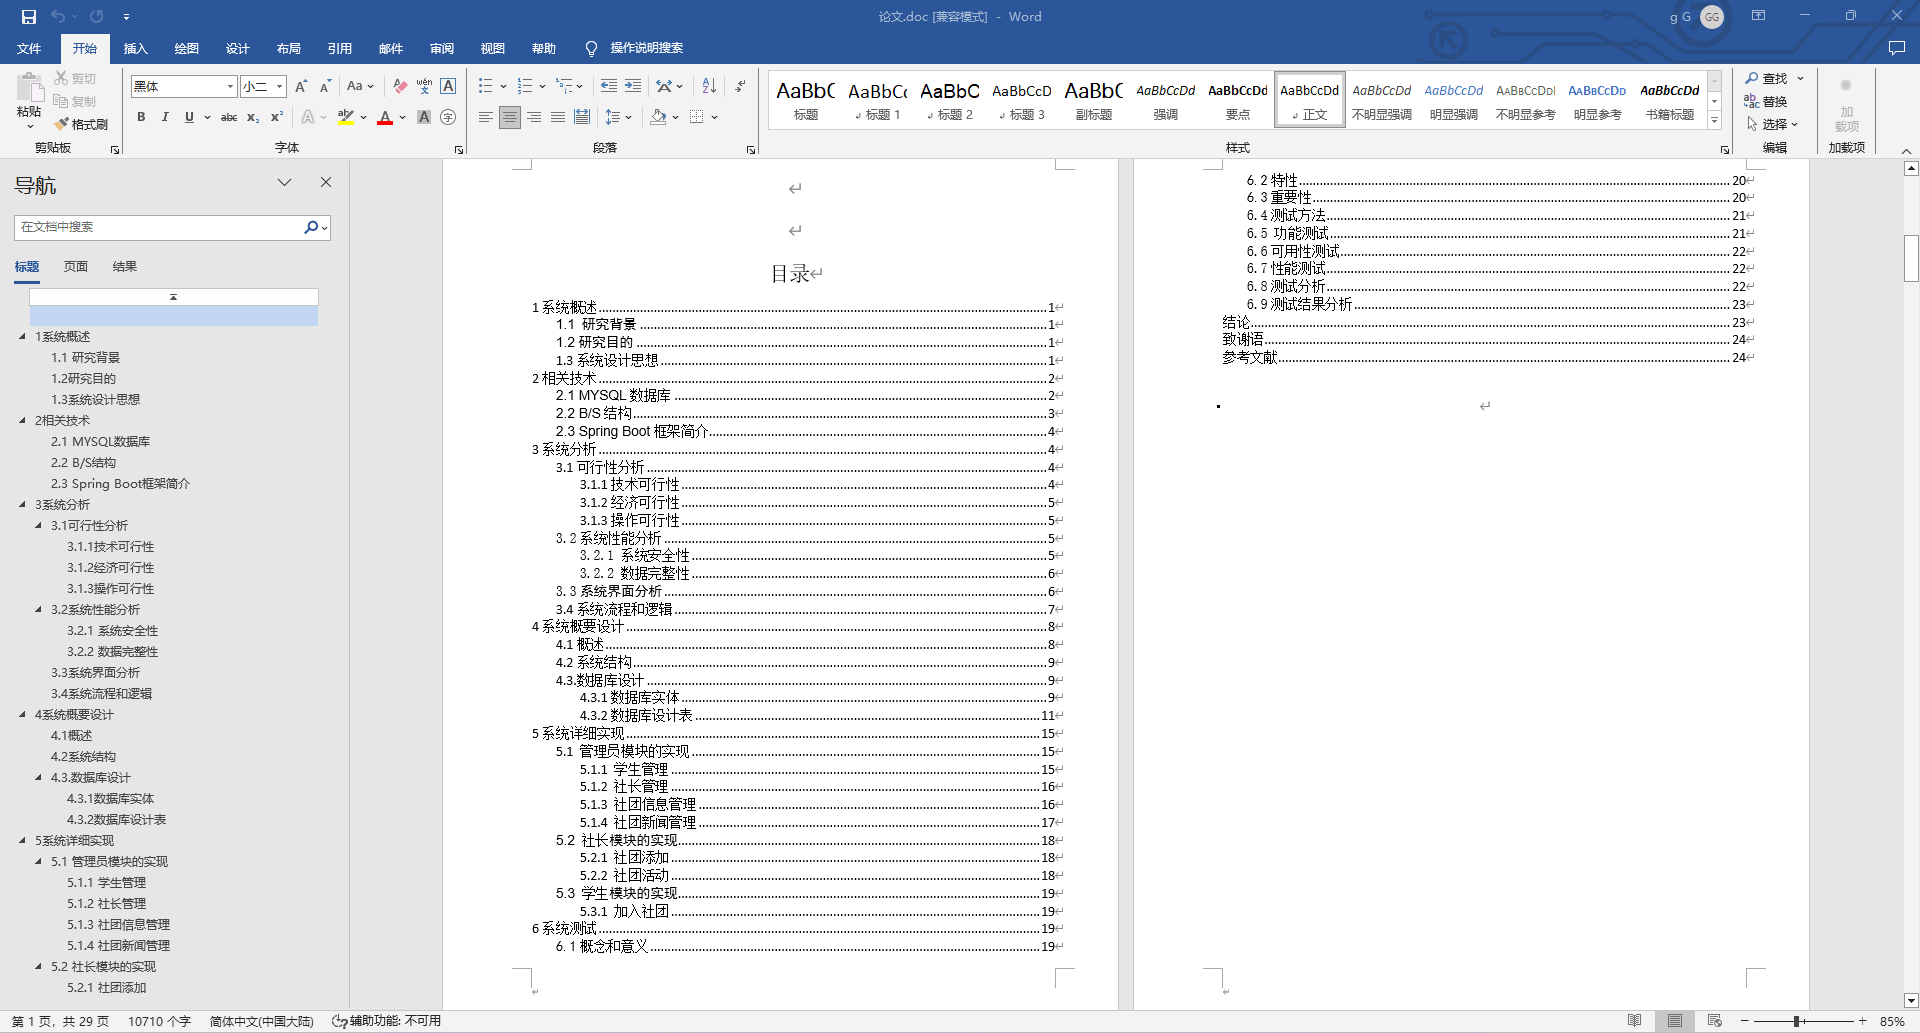 论文.doc [兼容模式] - Word
g G
GG
文件 开始 插入 绘图 设计 布局 引用 邮件 审阅 视图 帮助 操作说明搜索
粘贴
剪切
复制
格式刷
剪贴板
黑体 小二 Aa wén 文 A
B I U abc x₂ x² A ab A A 字
字体
段落
AaBbC 标题
AaBbCc 标题 1
AaBbC 标题 2
AaBbCcD 标题 3
AaBbC 副标题
AaBbCcDd 强调
AaBbCcDd 要点
AaBbCcDd 正文
AaBbCcDd 不明显强调
AaBbCcDd 明显强调
AaBbCcDd 不明显参考
AaBbCcDd 明显参考
AaBbCcDd 书籍标题
样式
查找
替换
选择
编辑
加载项
加载项
导航
在文档中搜索
标题 页面 结果
1系统概述
1.1 研究背景
1.2研究目的
1.3系统设计思想
2相关技术
2.1 MYSQL数据库
2.2 B/S结构
2.3 Spring Boot框架简介
3系统分析
3.1可行性分析
3.1.1技术可行性
3.1.2经济可行性
3.1.3操作可行性
3.2系统性能分析
3.2.1 系统安全性
3.2.2 数据完整性
3.3系统界面分析
3.4系统流程和逻辑
4系统概要设计
4.1概述
4.2系统结构
4.3.数据库设计
4.3.1数据库实体
4.3.2数据库设计表
5系统详细实现
5.1 管理员模块的实现
5.1.1 学生管理
5.1.2 社长管理
5.1.3 社团信息管理
5.1.4 社团新闻管理
5.2 社长模块的实现
5.2.1 社团添加
目录
1 系统概述 1
1.1 研究背景 1
1.2 研究目的 1
1.3 系统设计思想 1
2 相关技术 2
2.1 MYSQL 数据库 2
2.2 B/S 结构 3
2.3 Spring Boot 框架简介 4
3 系统分析 4
3.1 可行性分析 4
3.1.1 技术可行性 4
3.1.2 经济可行性 5
3.1.3 操作可行性 5
3.2 系统性能分析 5
3.2.1 系统安全性 5
3.2.2 数据完整性 6
3.3 系统界面分析 6
3.4 系统流程和逻辑 7
4 系统概要设计 8
4.1 概述 8
4.2 系统结构 9
4.3.数据库设计 9
4.3.1 数据库实体 9
4.3.2 数据库设计表 11
5 系统详细实现 15
5.1 管理员模块的实现 15
5.1.1 学生管理 15
5.1.2 社长管理 16
5.1.3 社团信息管理 16
5.1.4 社团新闻管理 17
5.2 社长模块的实现 18
5.2.1 社团添加 18
5.2.2 社团活动 18
5.3 学生模块的实现 19
5.3.1 加入社团 19
6 系统测试 19
6.1 概念和意义 19
6.2 特性 20
6.3 重要性 20
6.4 测试方法 21
6.5 功能测试 21
6.6 可用性测试 22
6.7 性能测试 22
6.8 测试分析 22
6.9 测试结果分析 23
结论 23
致谢语 24
参考文献 24
第 1 页，共 29 页 10710 个字 简体中文(中国大陆) 辅助功能: 不可用
85%